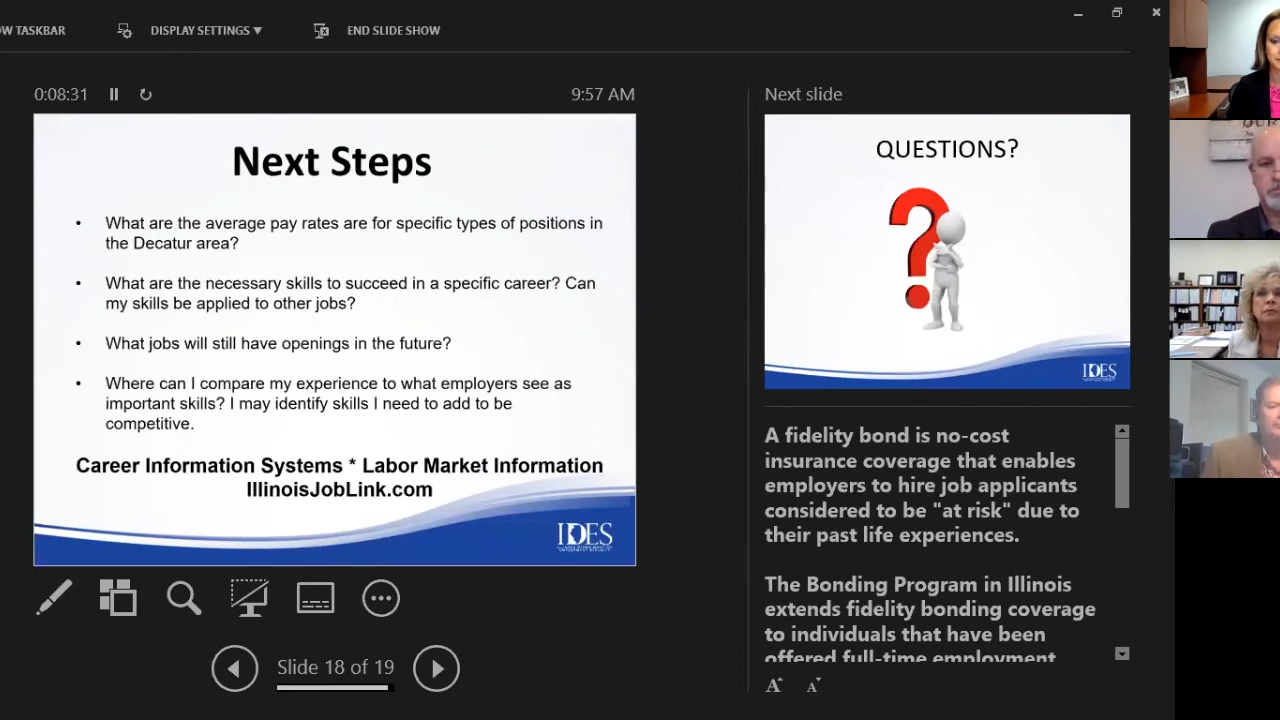 OW TASKBAR
DISPLAY SETTINGS ▼
END SLIDE SHOW
0:08:31
9:57 AM
Next Steps
• What are the average pay rates are for specific types of positions in
the Decatur area?
• What are the necessary skills to succeed in a specific career? Can
my skills be applied to other jobs?
• What jobs will still have openings in the future?
• Where can I compare my experience to what employers see as
important skills? I may identify skills I need to add to be
competitive.
Career Information Systems * Labor Market Information
IllinoisJobLink.com
IDES
Slide 18 of 19
Next slide
QUESTIONS?
?
IDES
A fidelity bond is no-cost
insurance coverage that enables
employers to hire job applicants
considered to be "at risk" due to
their past life experiences.
The Bonding Program in Illinois
extends fidelity bonding coverage
to individuals that have been
offered full-time employment
A A